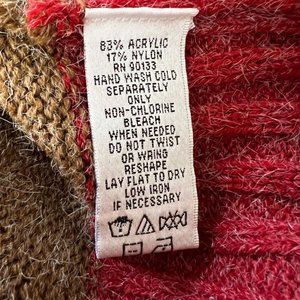 83% ACRYLIC
17% NYLON
RN 90133
HAND WASH COLD
SEPARATELY
ONLY
NON-CHLORINE
BLEACH
WHEN NEEDED
DO NOT TWIST
OR WRING
RESHAPE
LAY FLAT TO DRY
LOW IRON
IF NECESSARY